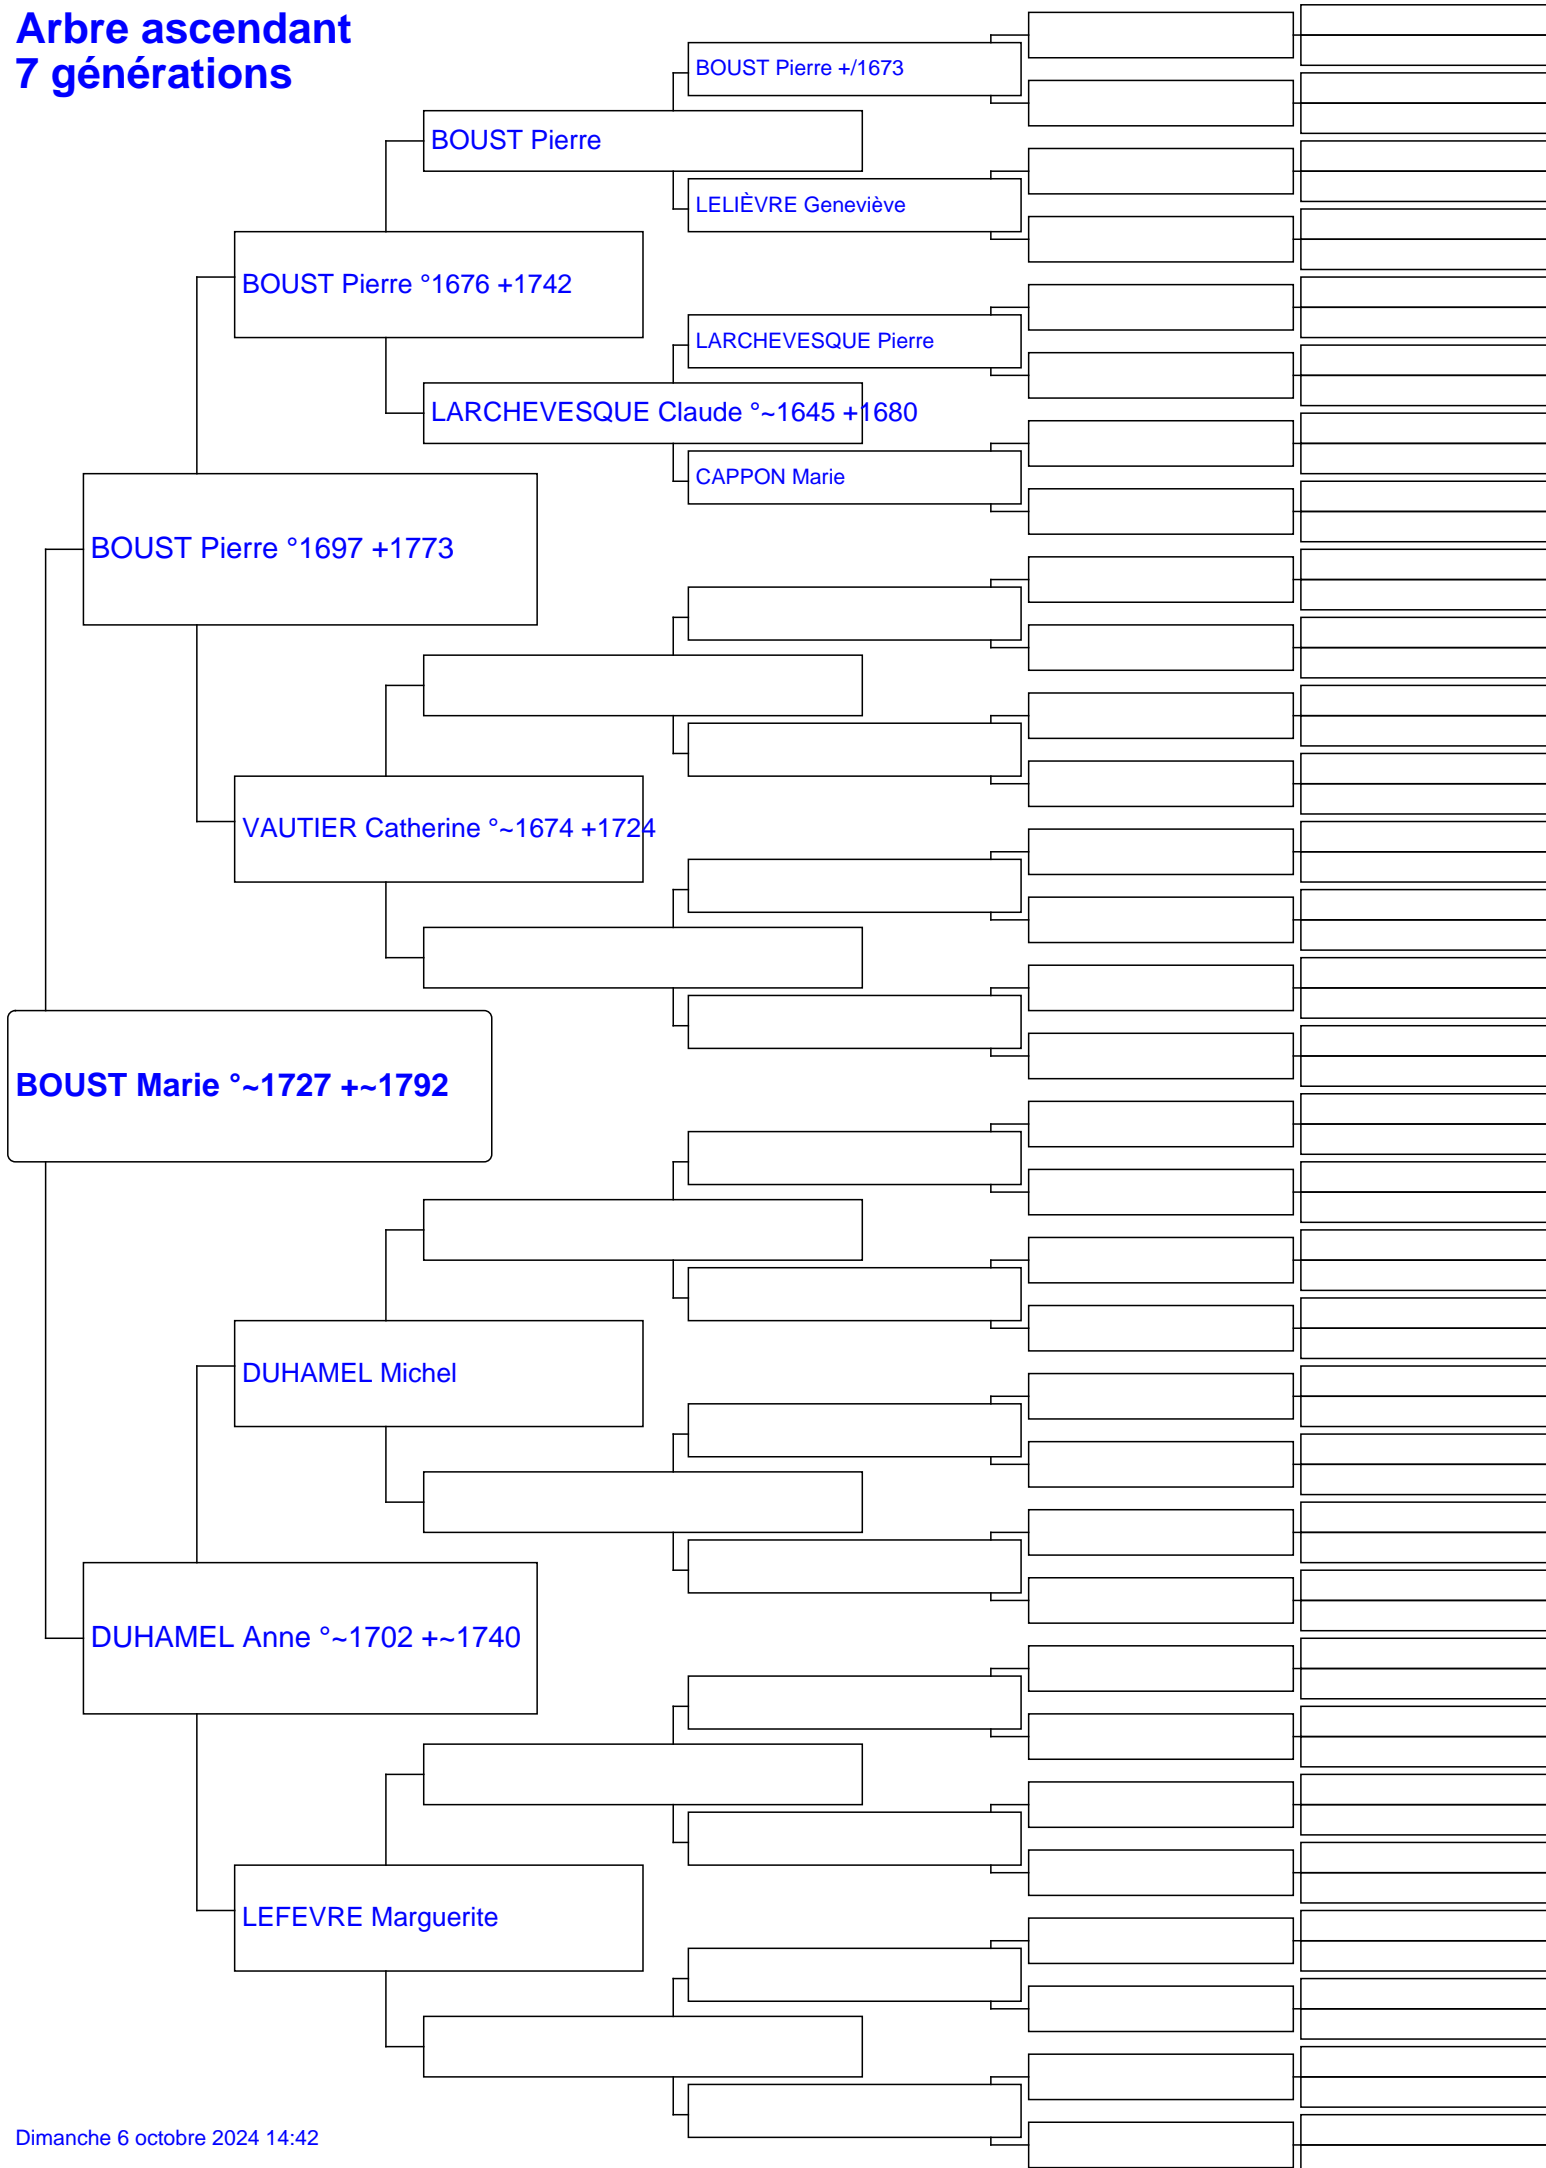 Arbre ascendant
7 générations
BOUST Pierre +/1673
BOUST Pierre
LELIÈVRE Geneviève
BOUST Pierre °1676 +1742
LARCHEVESQUE Pierre
LARCHEVESQUE Claude °~1645 +1680
CAPPON Marie
BOUST Pierre °1697 +1773
VAUTIER Catherine °~1674 +1724
BOUST Marie °~1727 +~1792
DUHAMEL Michel
DUHAMEL Anne °~1702 +~1740
LEFEVRE Marguerite
Dimanche 6 octobre 2024 14:42